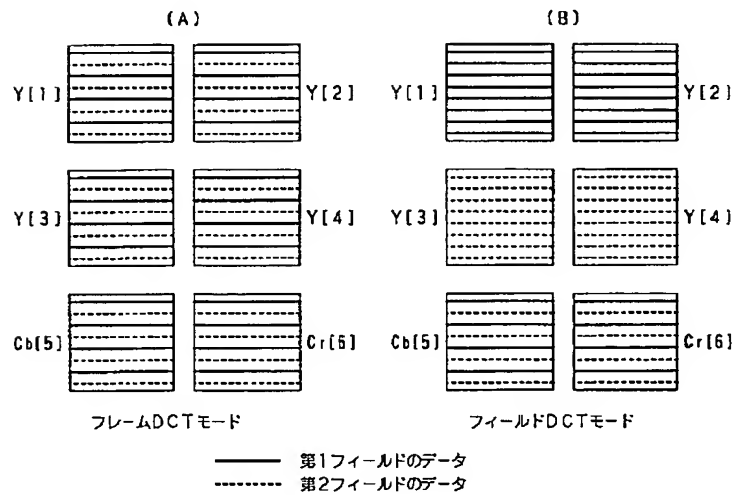 (A) (B)
Y[1] Y[2] Y[1] Y[2]
Y[3] Y[4] Y[3] Y[4]
Cb[5] Cr[6] Cb[5] Cr[6]
フレームDCTモード フィールドDCTモード
第1フィールドのデータ
第2フィールドのデータ